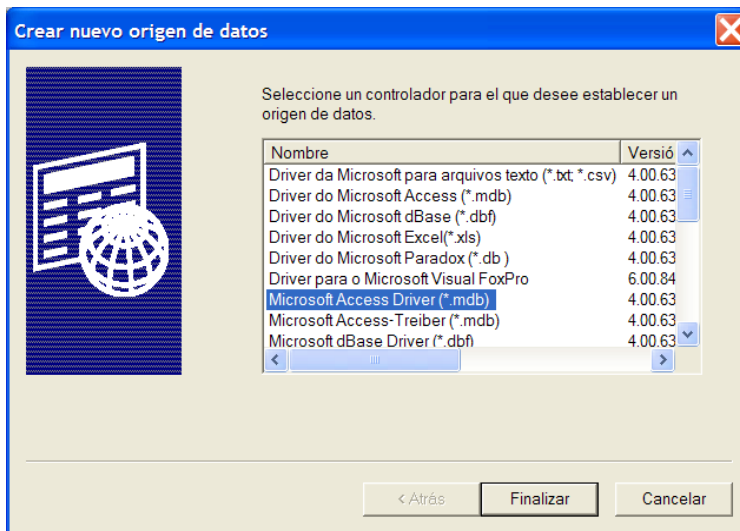 Crear nuevo origen de datos
Seleccione un controlador para el que desee establecer un
origen de datos.
Nombre Versió
Driver da Microsoft para arquivos texto (*.txt; *.csv) 4.00.63
Driver do Microsoft Access (*.mdb) 4.00.63
Driver do Microsoft dBase (*.dbf) 4.00.63
Driver do Microsoft Excel(*.xls) 4.00.63
Driver do Microsoft Paradox (*.db ) 4.00.63
Driver para o Microsoft Visual FoxPro 6.00.84
Microsoft Access Driver (*.mdb) 4.00.63
Microsoft Access-Treiber (*.mdb) 4.00.63
Microsoft dBase Driver (*.dbf) 4.00.63
< Atrás Finalizar Cancelar